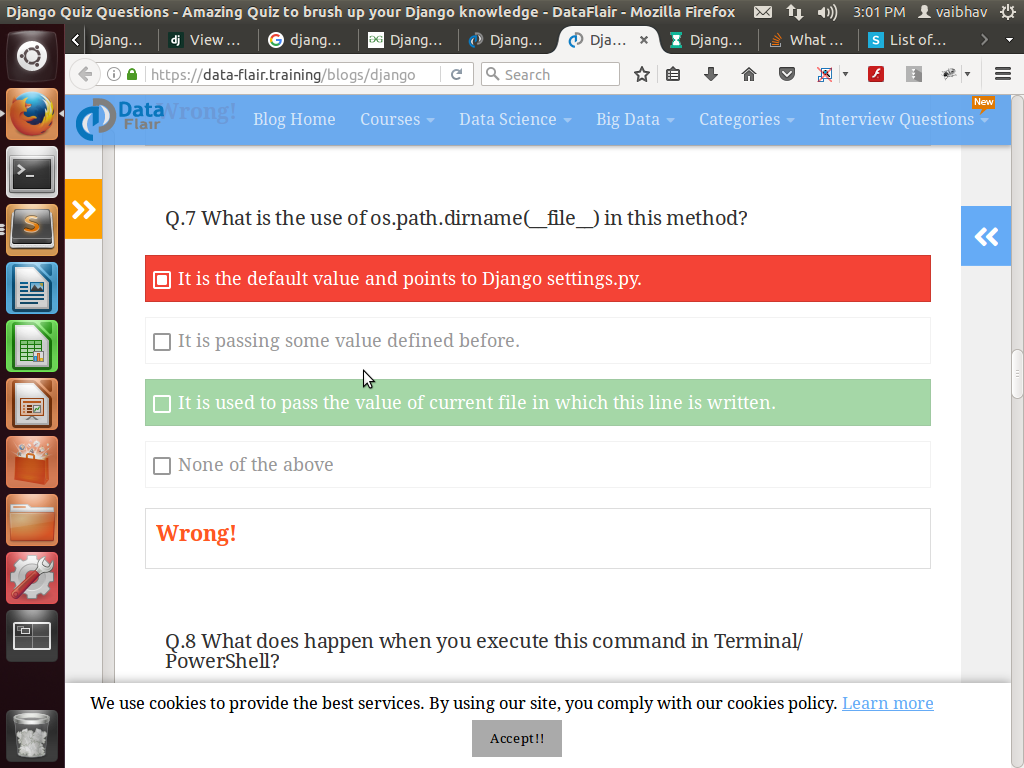 Django Quiz Questions - Amazing Quiz to brush up your Django knowledge - DataFlair - Mozilla Firefox
3:01 PM
vaibhav
Djang...
dj View ...
djang...
Djang...
Djang...
Dja...
Djang...
What ...
S List of...
https://data-flair.training/blogs/django
Search
Data Flair
Wrong!
Blog Home
Courses
Data Science
Big Data
Categories
Interview Questions
New
Q.7 What is the use of os.path.dirname(__file__) in this method?
It is the default value and points to Django settings.py.
It is passing some value defined before.
It is used to pass the value of current file in which this line is written.
None of the above
Wrong!
Q.8 What does happen when you execute this command in Terminal/
PowerShell?
We use cookies to provide the best services. By using our site, you comply with our cookies policy. Learn more
Accept!!